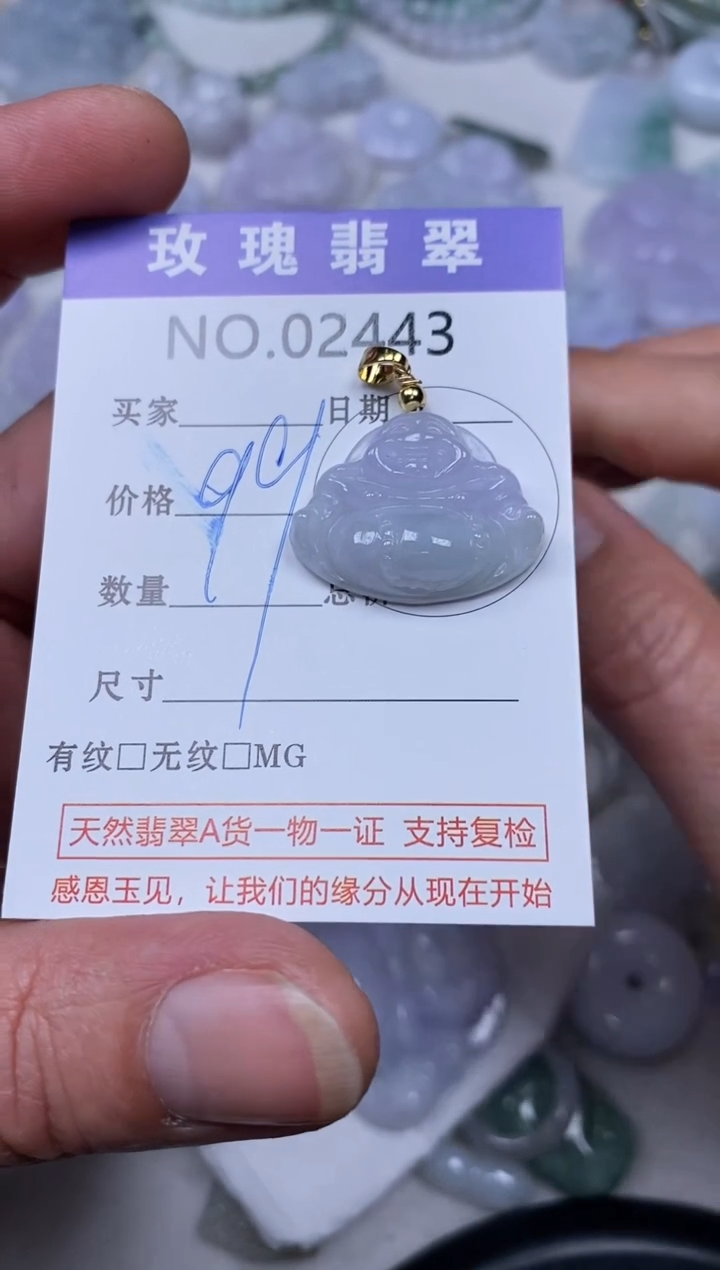 玫瑰翡翠
NO.02443
买家 日期
价格 99
数量
尺寸
有纹□无纹□MG
天然翡翠A货一物一证 支持复检
感恩玉见，让我们的缘分从现在开始